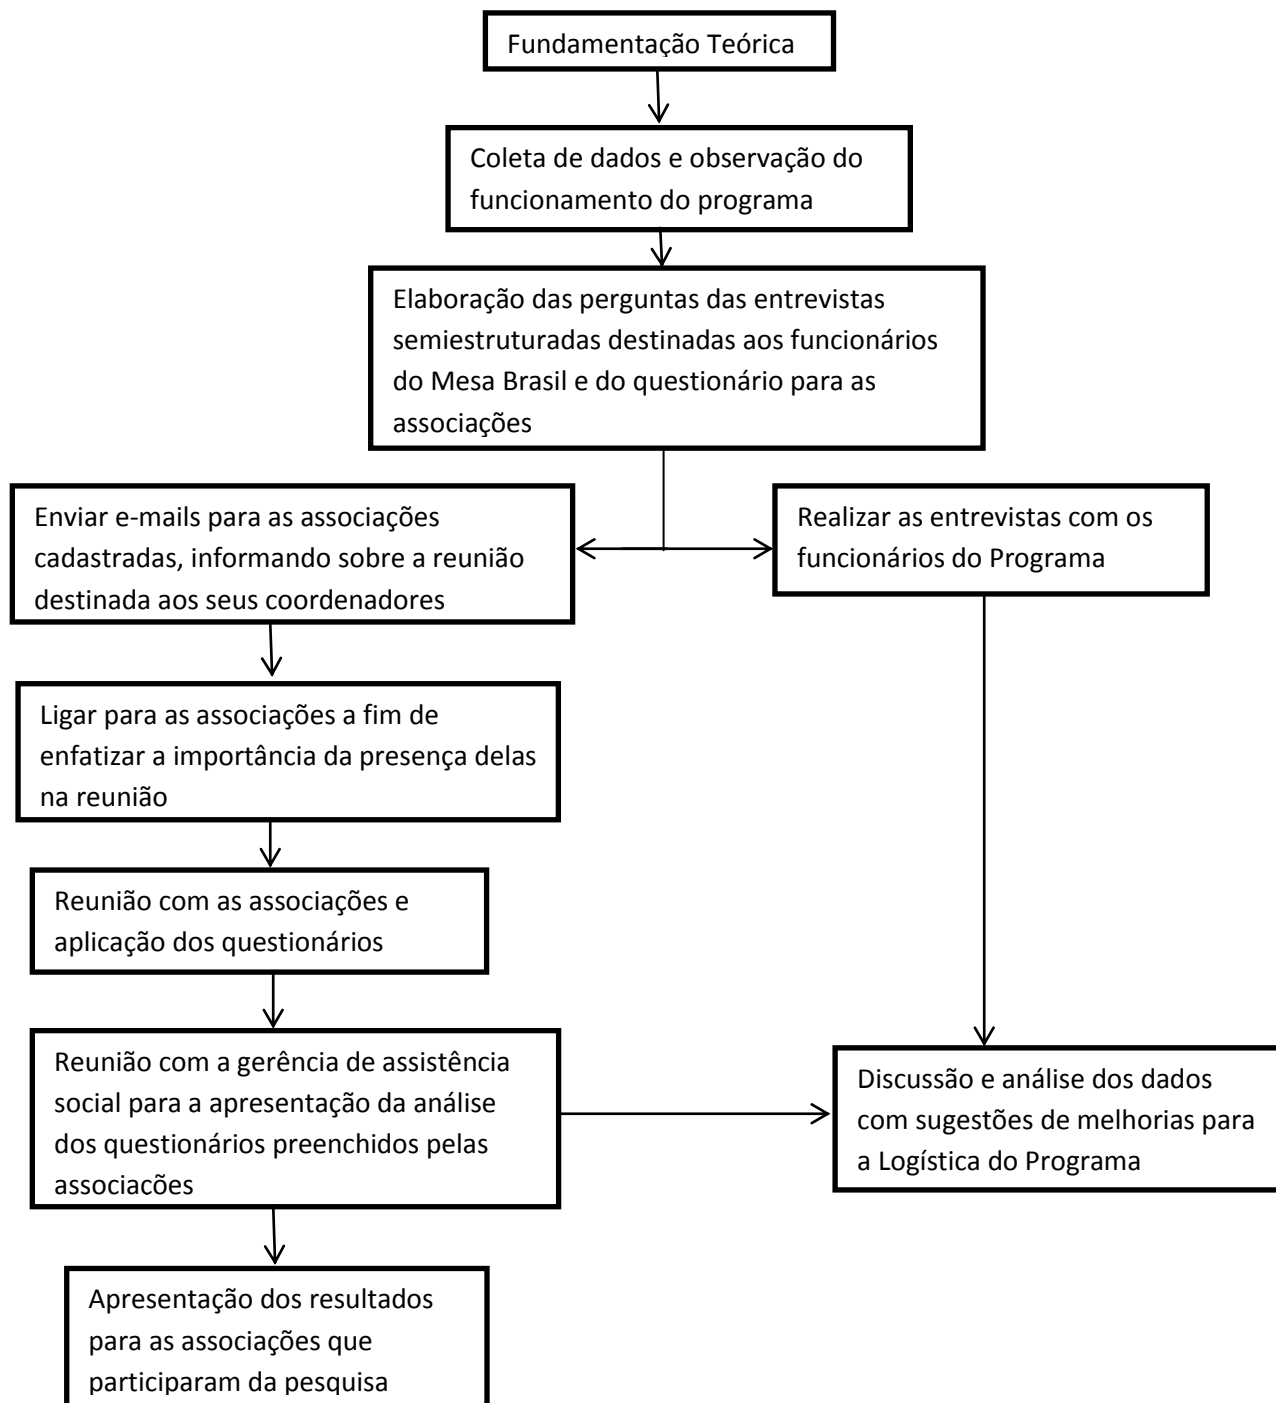 Fundamentação Teórica
Coleta de dados e observação do
funcionamento do programa
Elaboração das perguntas das entrevistas
semiestruturadas destinadas aos funcionários
do Mesa Brasil e do questionário para as
associações
Enviar e-mails para as associações
cadastradas, informando sobre a reunião
destinada aos seus coordenadores
Realizar as entrevistas com os
funcionários do Programa
Ligar para as associações a fim de
enfatizar a importância da presença delas
na reunião
Reunião com as associações e
aplicação dos questionários
Reunião com a gerência de assistência
social para a apresentação da análise
dos questionários preenchidos pelas
associações
Discussão e análise dos dados
com sugestões de melhorias para
a Logística do Programa
Apresentação dos resultados
para as associações que
participaram da pesquisa